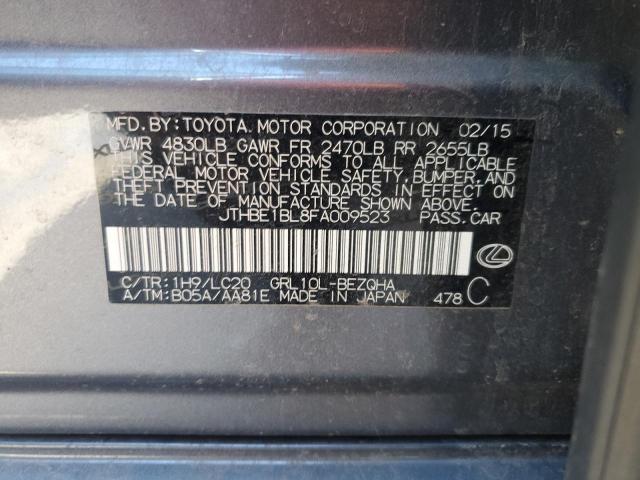 MFD.BY:TOYOTA MOTOR CORPORATION 02/15
GVWR 4830LB GAWR FR 2470LB RR 2655LB
THIS VEHICLE CONFORMS TO ALL APPLICABLE
FEDERAL MOTOR VEHICLE SAFETY, BUMPER, AND
THEFT PREVENTION STANDARDS IN EFFECT ON
THE DATE OF MANUFACTURE SHOWN ABOVE.
JTHBE1BL8FA009523 PASS.CAR
C/TR:1H9/LC20 GRL10L-BEZQHA
A/TM:B05A/AA81E MADE IN JAPAN 478 C